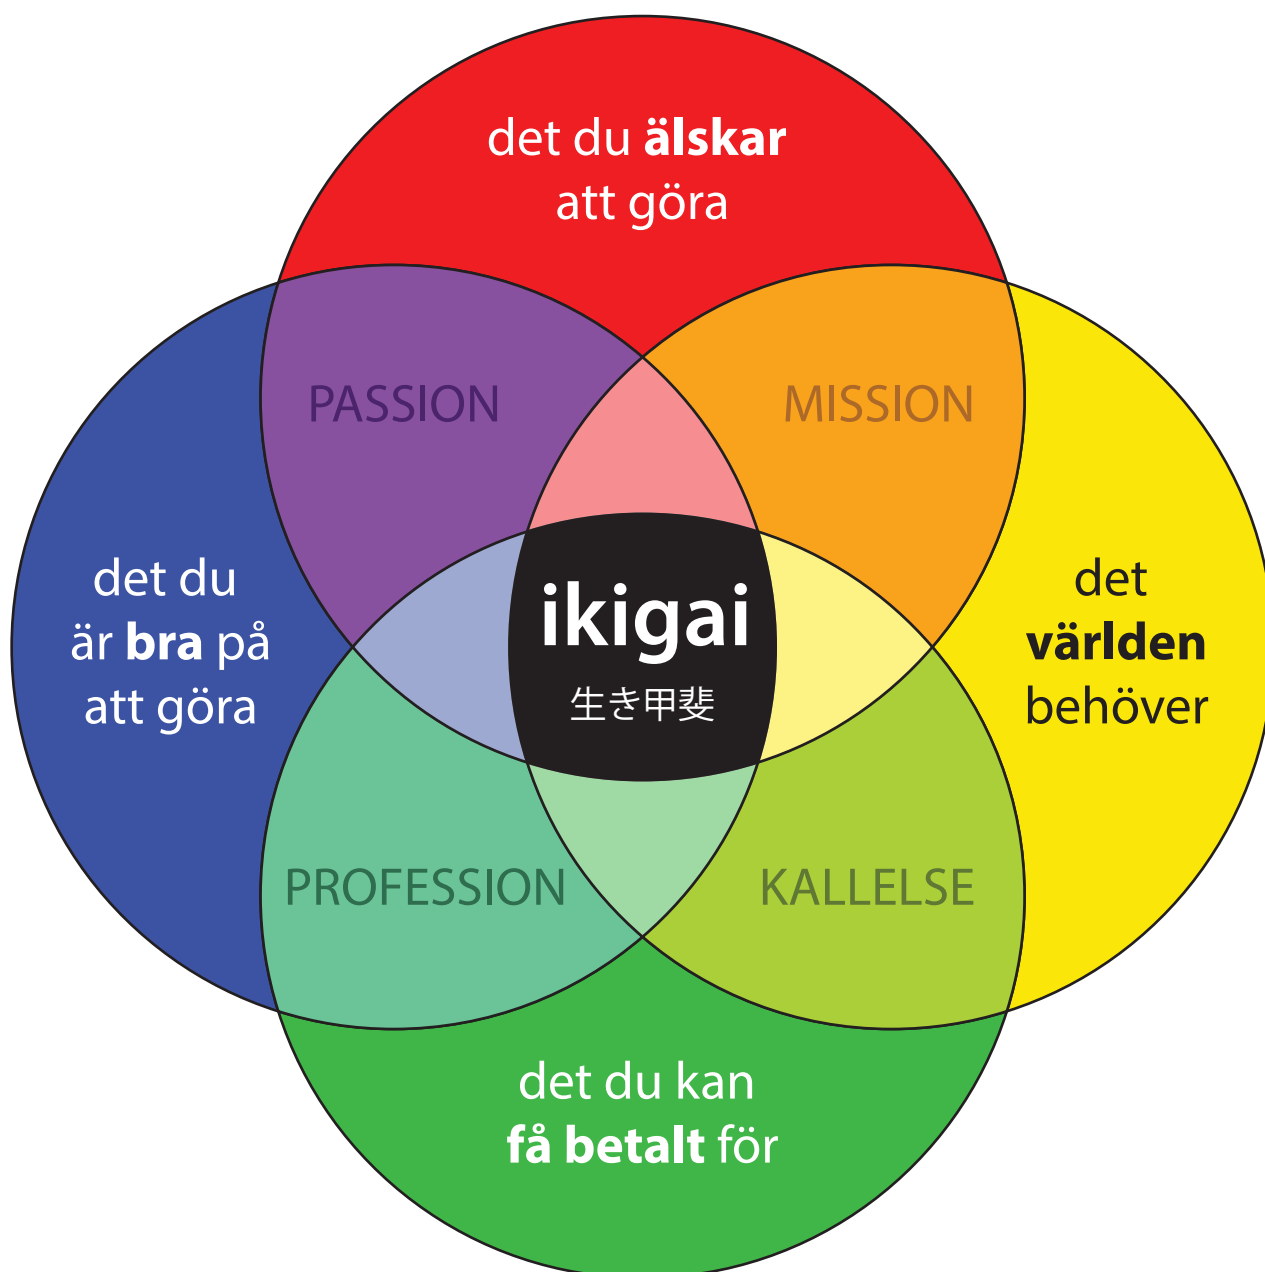 det du älskar
att göra
PASSION
MISSION
det du
är bra på
att göra
ikigai
生き甲斐
det
världen
behöver
PROFESSION
KALLELSE
det du kan
få betalt för